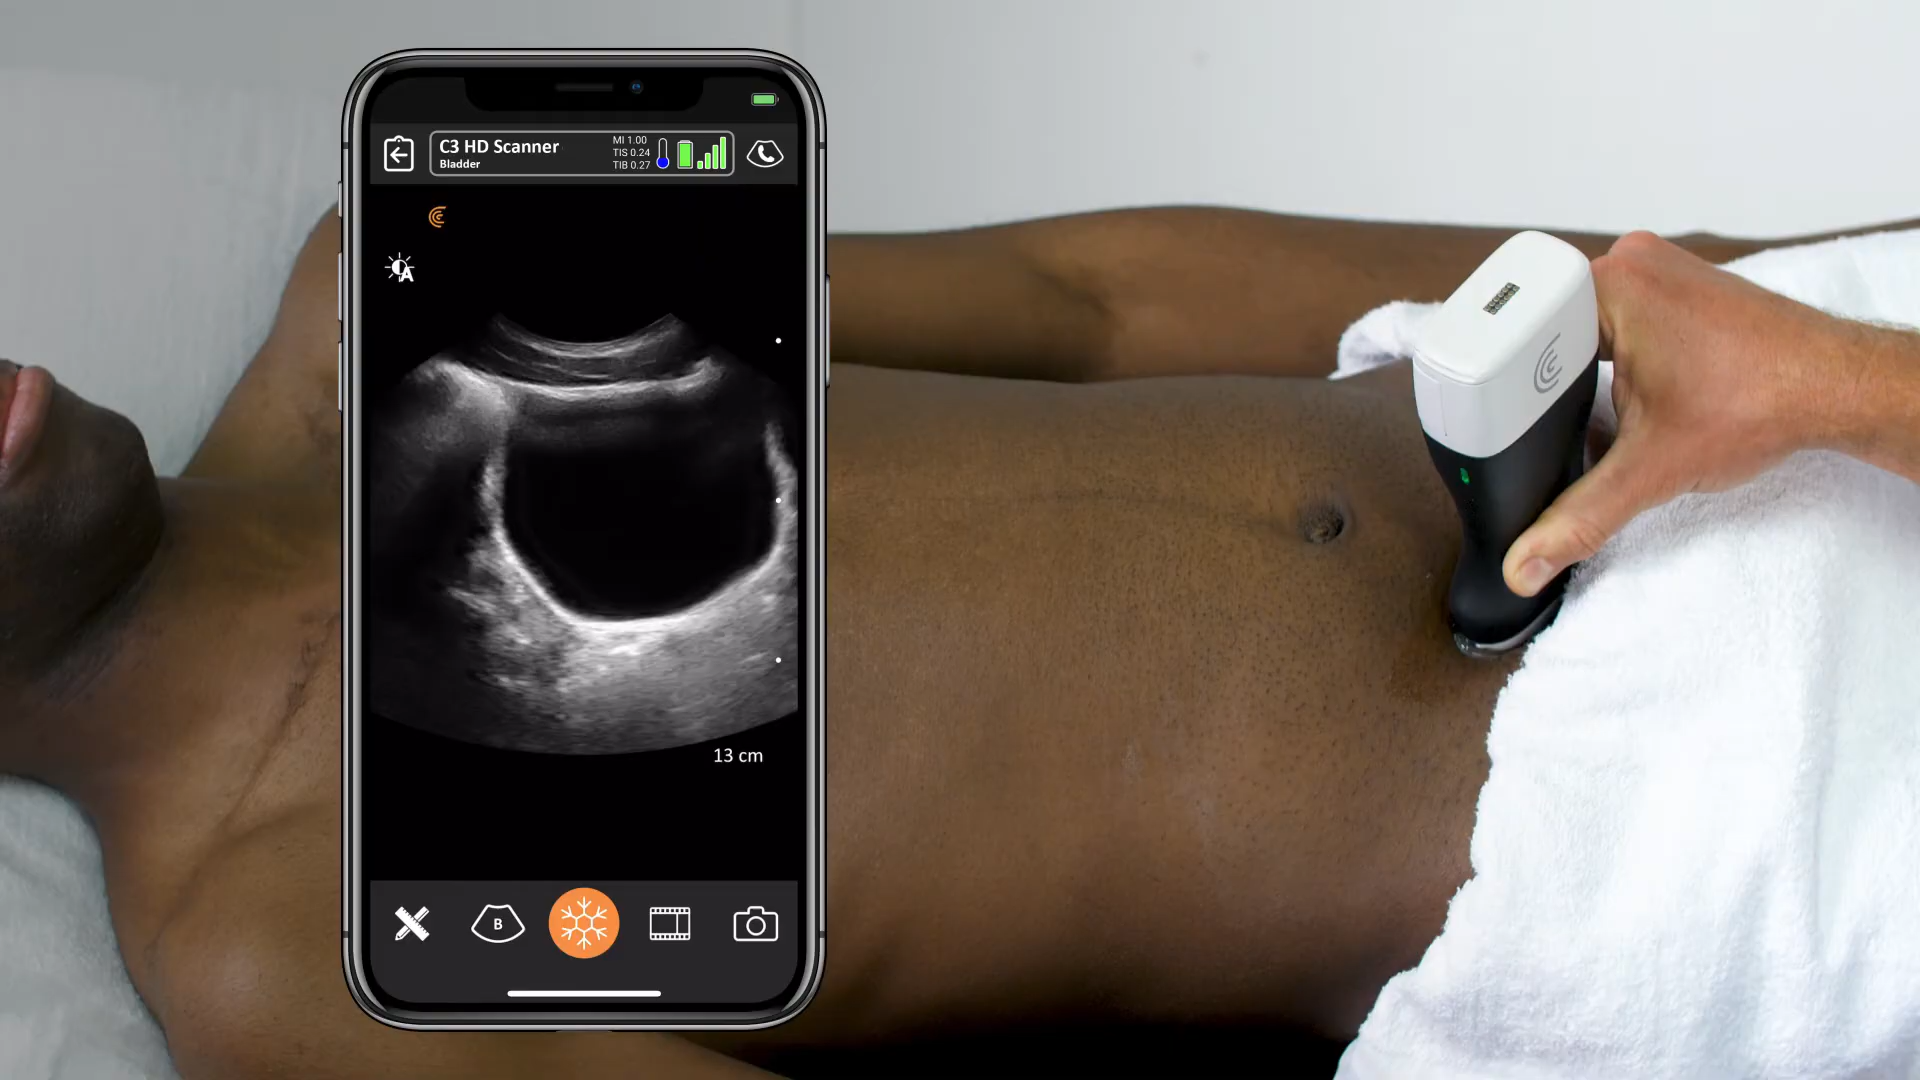 C3 HD Scanner
Bladder
MI 1.00
TIS 0.24
TIB 0.27
A
13 cm
B